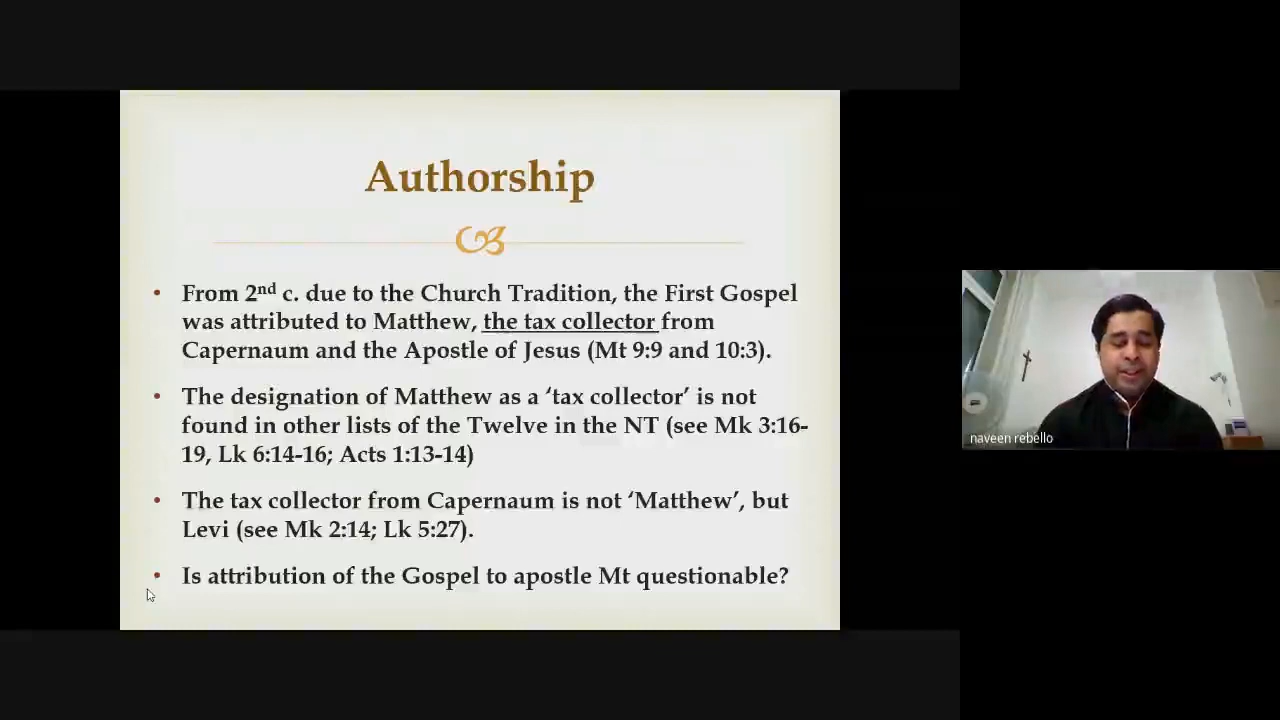 Authorship
• From 2nd c. due to the Church Tradition, the First Gospel
was attributed to Matthew, the tax collector from
Capernaum and the Apostle of Jesus (Mt 9:9 and 10:3).
• The designation of Matthew as a ‘tax collector’ is not
found in other lists of the Twelve in the NT (see Mk 3:16-
19, Lk 6:14-16; Acts 1:13-14)
• The tax collector from Capernaum is not ‘Matthew’, but
Levi (see Mk 2:14; Lk 5:27).
• Is attribution of the Gospel to apostle Mt questionable?
naveen rebello